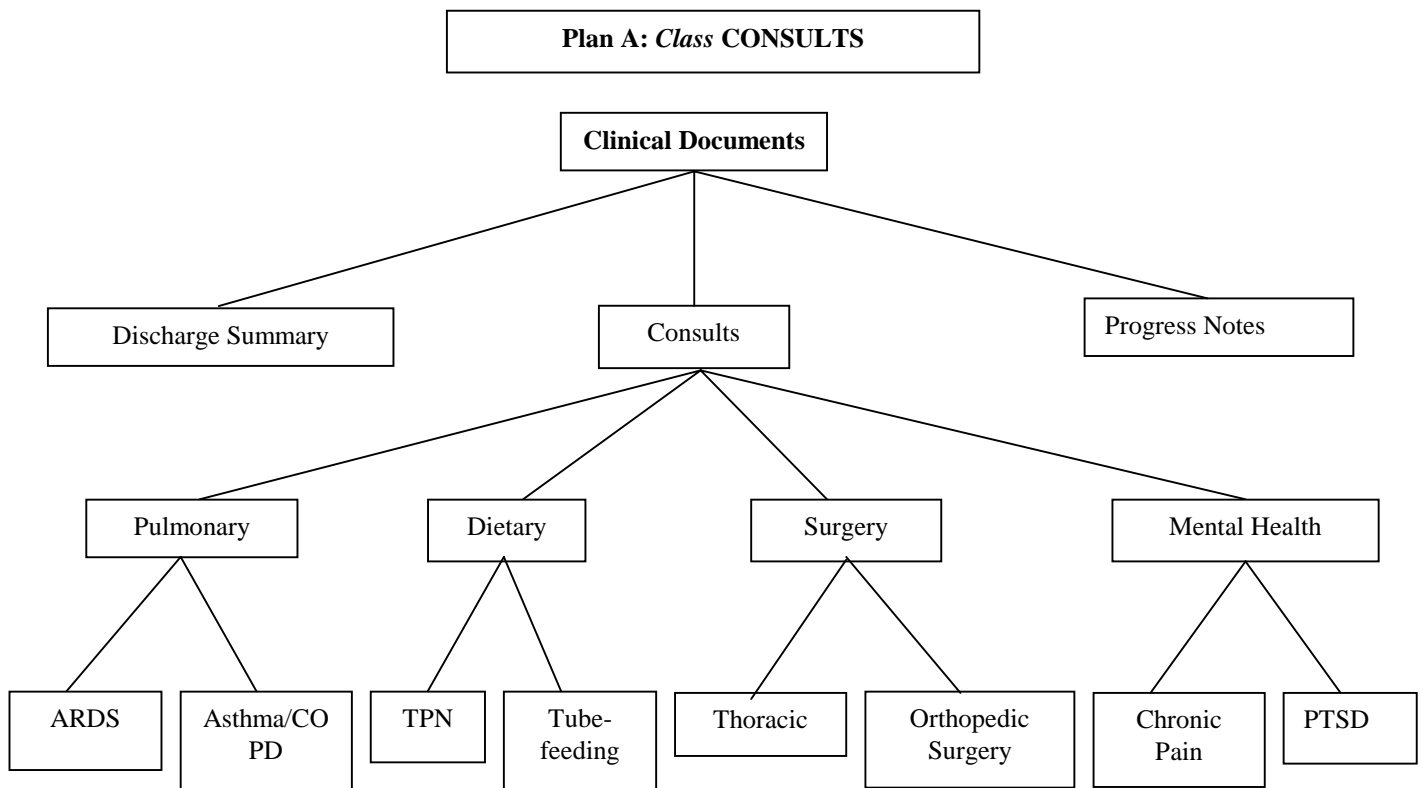 Plan A: Class CONSULTS
Clinical Documents
Discharge Summary
Consults
Progress Notes
Pulmonary
Dietary
Surgery
Mental Health
ARDS
Asthma/CO
PD
TPN
Tube-
feeding
Thoracic
Orthopedic
Surgery
Chronic
Pain
PTSD